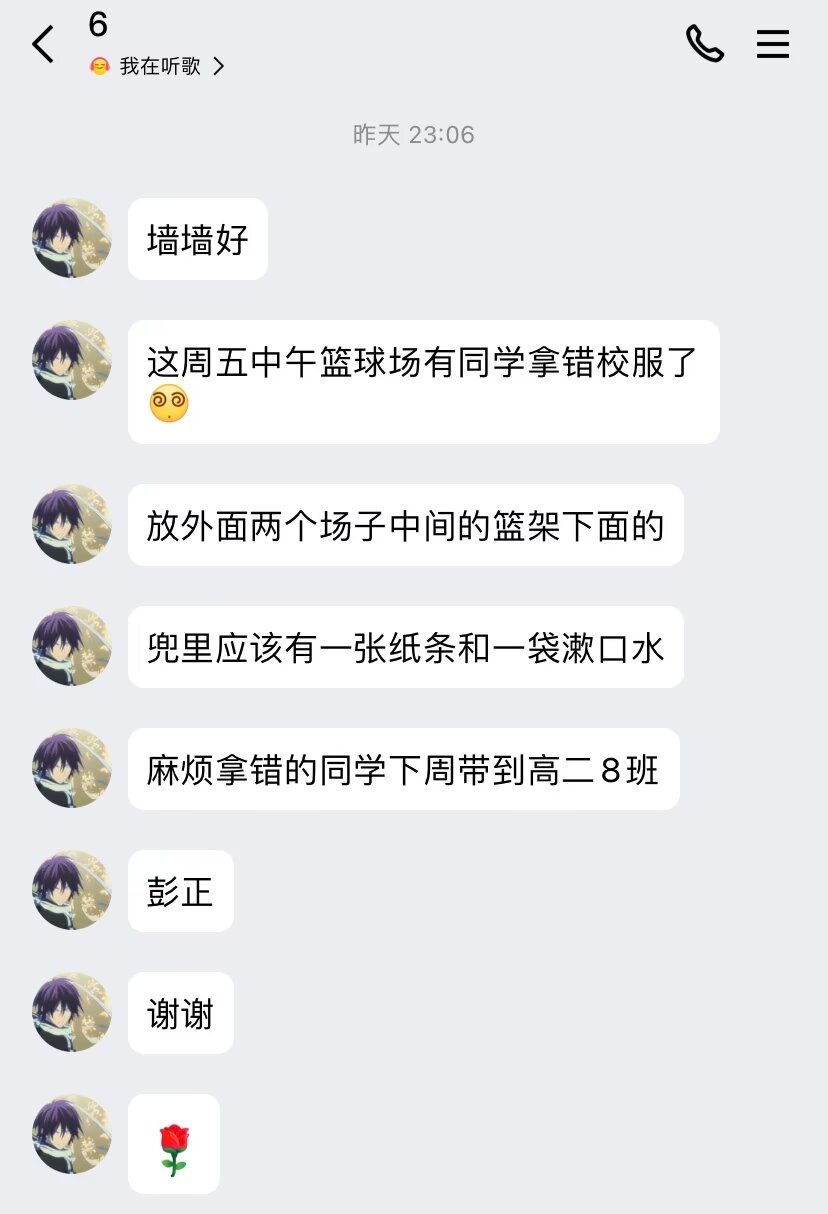 6
我在听歌
昨天 23:06
墙墙好
这周五中午篮球场有同学拿错校服了
😵‍💫
放外面两个场子中间的篮架下面的
兜里应该有一张纸条和一袋漱口水
麻烦拿错的同学下周带到高二8班
彭正
谢谢
🌹